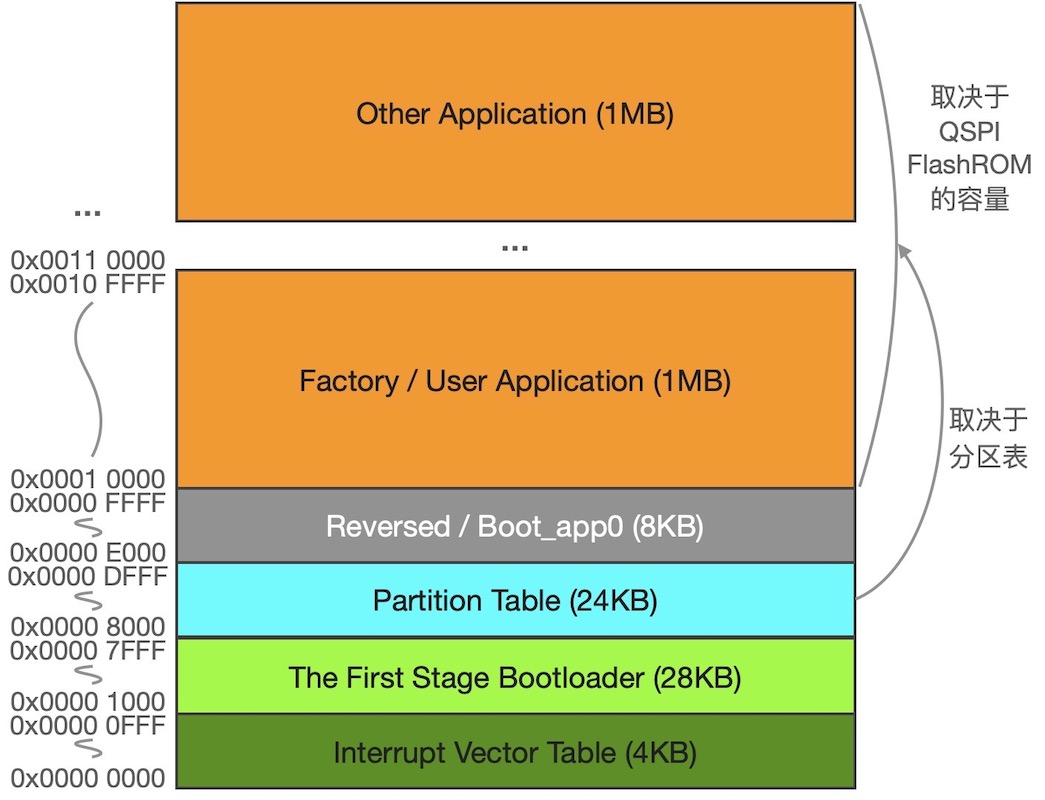 Other Application (1MB)
取决于
QSPI
FlashROM
的容量
...
...
0x0011 0000
0x0010 FFFF
Factory / User Application (1MB)
取决于
分区表
0x0001 0000
0x0000 FFFF
Reversed / Boot_app0 (8KB)
0x0000 E000
0x0000 DFFF
Partition Table (24KB)
0x0000 8000
0x0000 7FFF
The First Stage Bootloader (28KB)
0x0000 1000
0x0000 0FFF
Interrupt Vector Table (4KB)
0x0000 0000